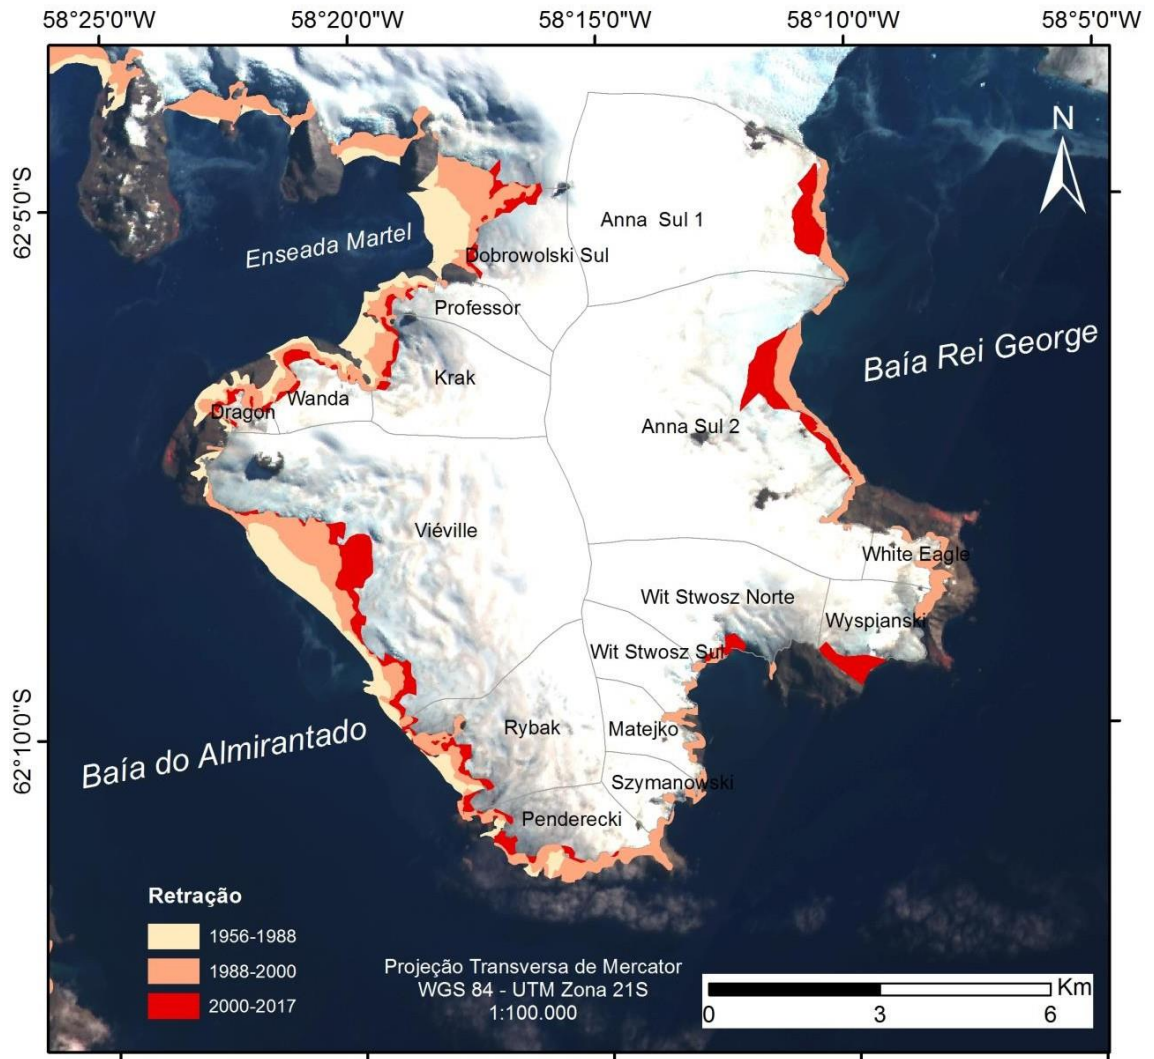 58°25'0"W
58°20'0"W
58°15'0"W
58°10'0"W
58°5'0"W
N
62°5'0"S
Anna Sul 1
Enseada Martel
Dobrowolski Sul
Professor
Baía Rei George
Krak
Wanda
Dragon
Anna Sul 2
Viéville
White Eagle
Wit Stwosz Norte
Wyspianski
Wit Stwosz Sul
62°10'0"S
Rybak
Matejko
Baía do Almirantado
Szymanowski
Penderecki
Retração
1956-1988
1988-2000
2000-2017
Projeção Transversa de Mercator
WGS 84 - UTM Zona 21S
1:100.000
Km
0 3 6